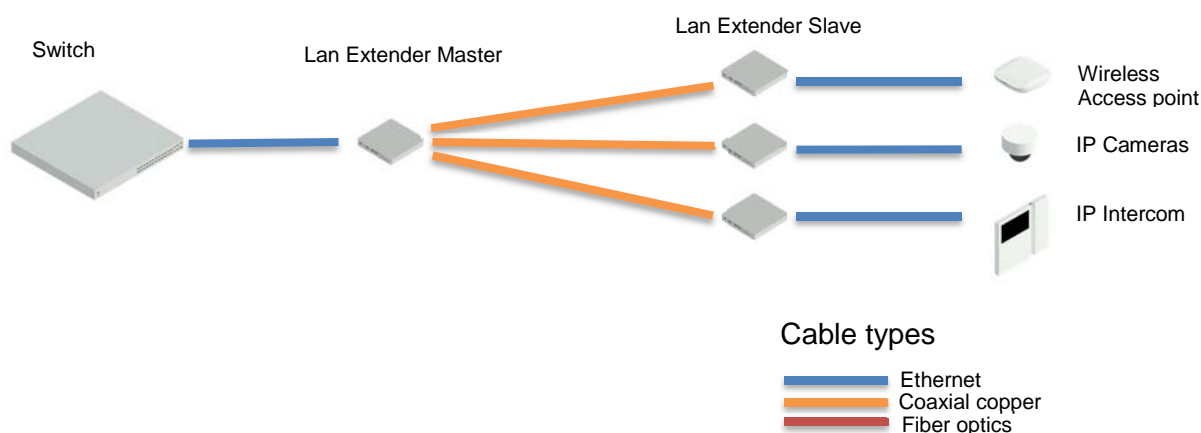 Lan Extender Slave
Switch
Lan Extender Master
Wireless
Access point
IP Cameras
IP Intercom
Cable types
Ethernet
Coaxial copper
Fiber optics